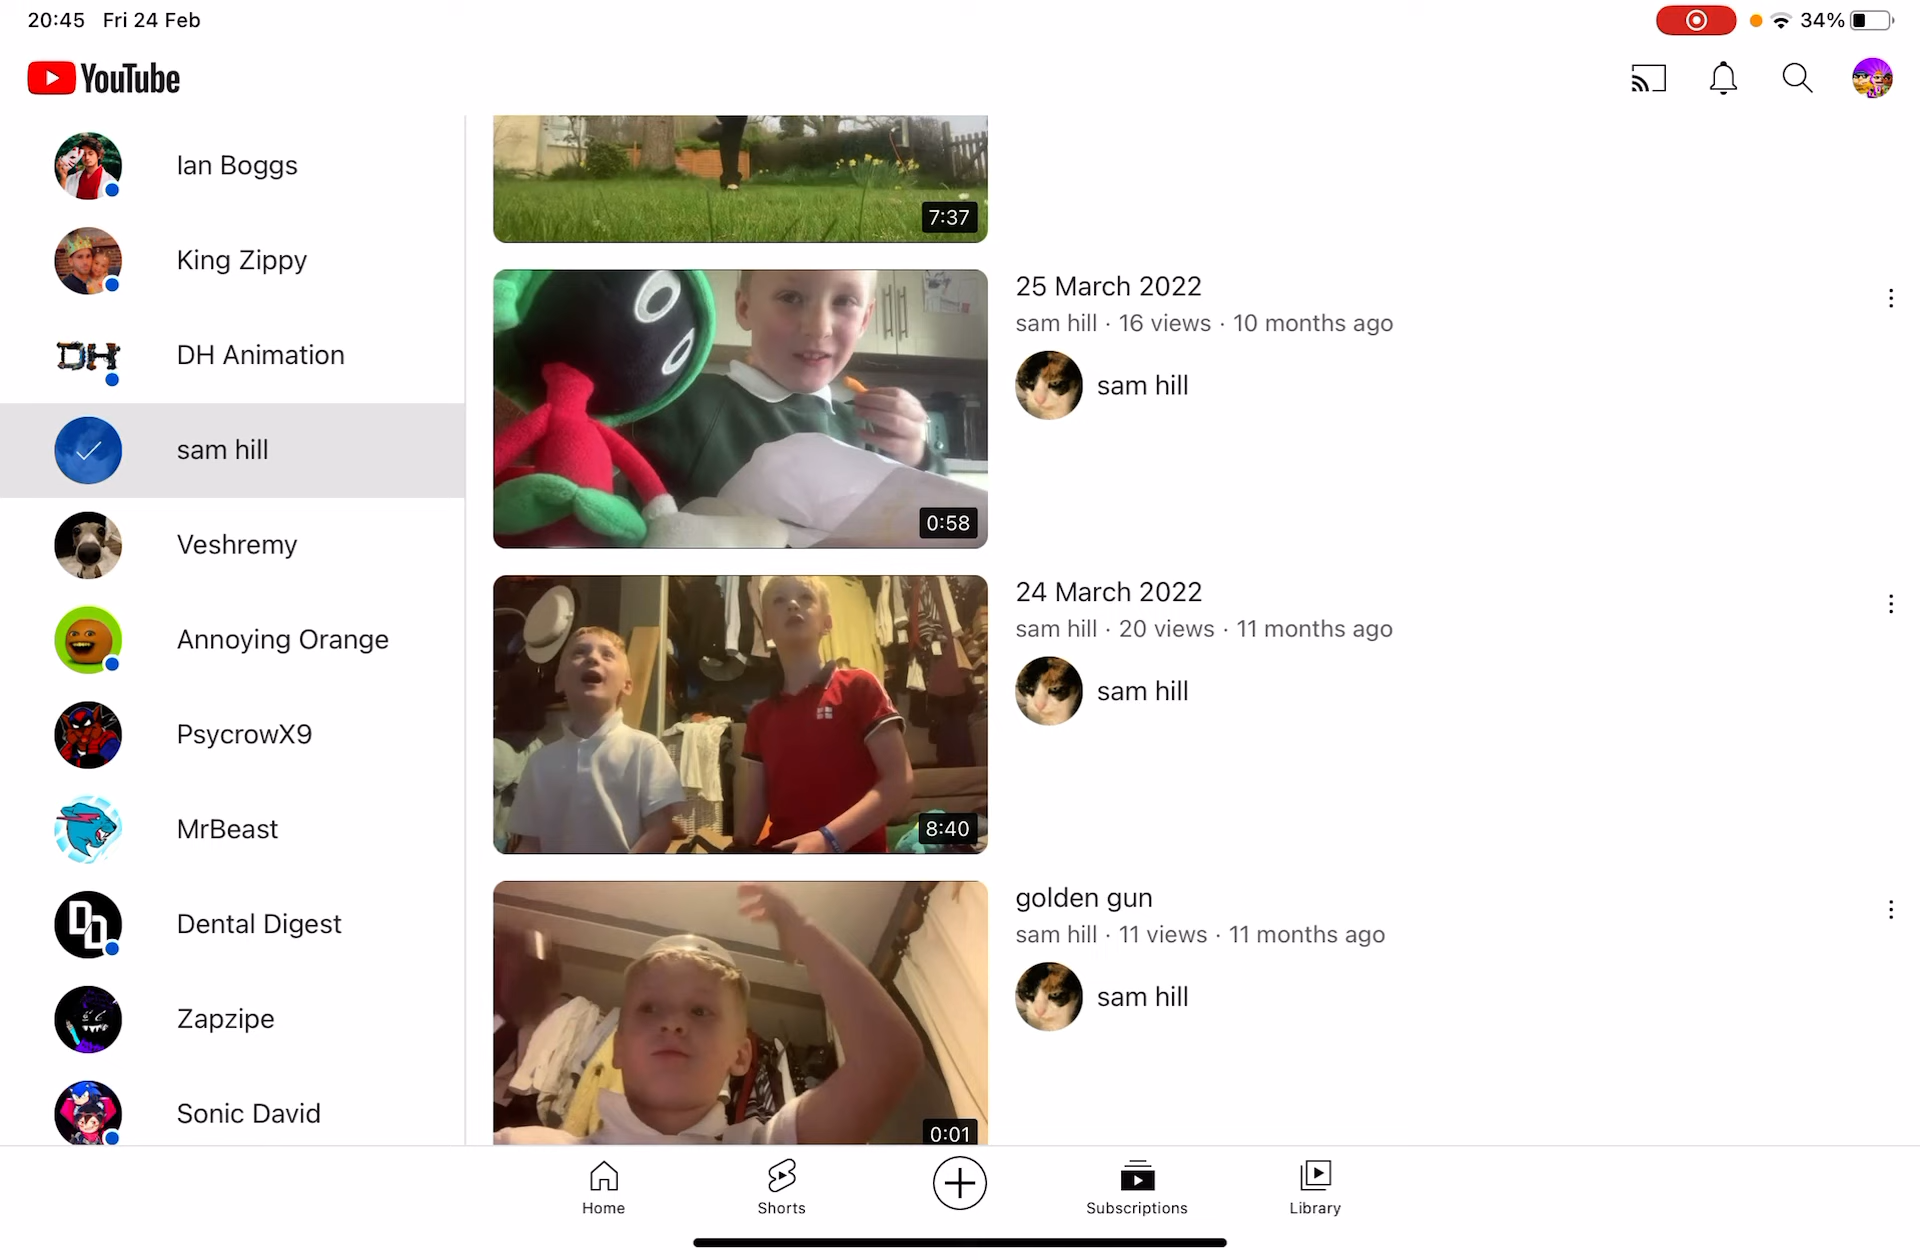 20:45 Fri 24 Feb
34%
YouTube
Ian Boggs
King Zippy
DH Animation
sam hill
Veshremy
Annoying Orange
PsycrowX9
MrBeast
Dental Digest
Zapzipe
Sonic David
7:37
25 March 2022
sam hill · 16 views · 10 months ago
sam hill
0:58
24 March 2022
sam hill · 20 views · 11 months ago
sam hill
8:40
golden gun
sam hill · 11 views · 11 months ago
sam hill
0:01
Home
Shorts
Subscriptions
Library